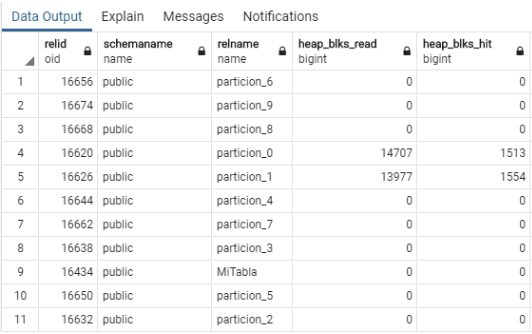 Data Output Explain Messages Notifications
relid schemaname relname heap_blks_read heap_blks_hit
oid name name bigint bigint
1 16656 public particion_6 0 0
2 16674 public particion_9 0 0
3 16668 public particion_8 0 0
4 16620 public particion_0 14707 1513
5 16626 public particion_1 13977 1554
6 16644 public particion_4 0 0
7 16662 public particion_7 0 0
8 16638 public particion_3 0 0
9 16434 public MiTabla 0 0
10 16650 public particion_5 0 0
11 16632 public particion_2 0 0